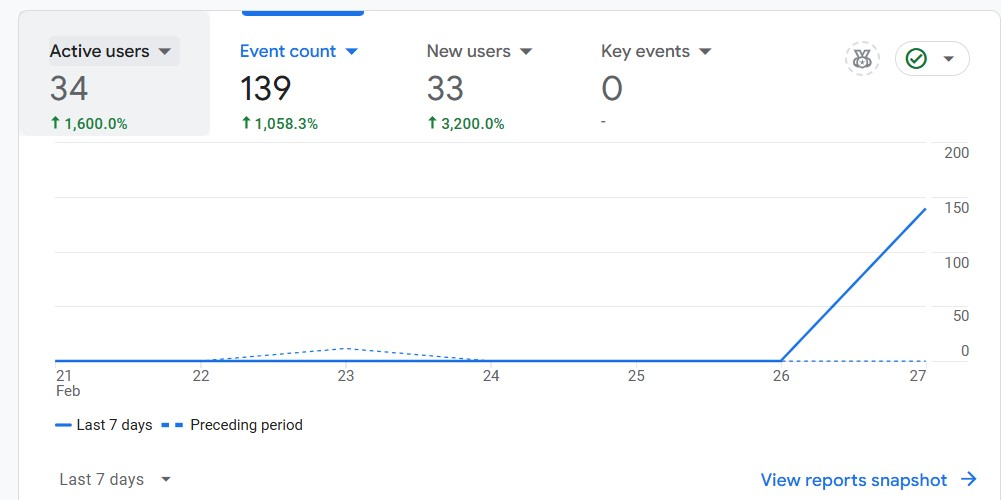 Active users
34
↑ 1,600.0%
Event count
139
↑ 1,058.3%
New users
33
↑ 3,200.0%
Key events
0
-
200
150
100
50
0
21 22 23 24 25 26 27
Feb
Last 7 days Preceding period
Last 7 days
View reports snapshot →